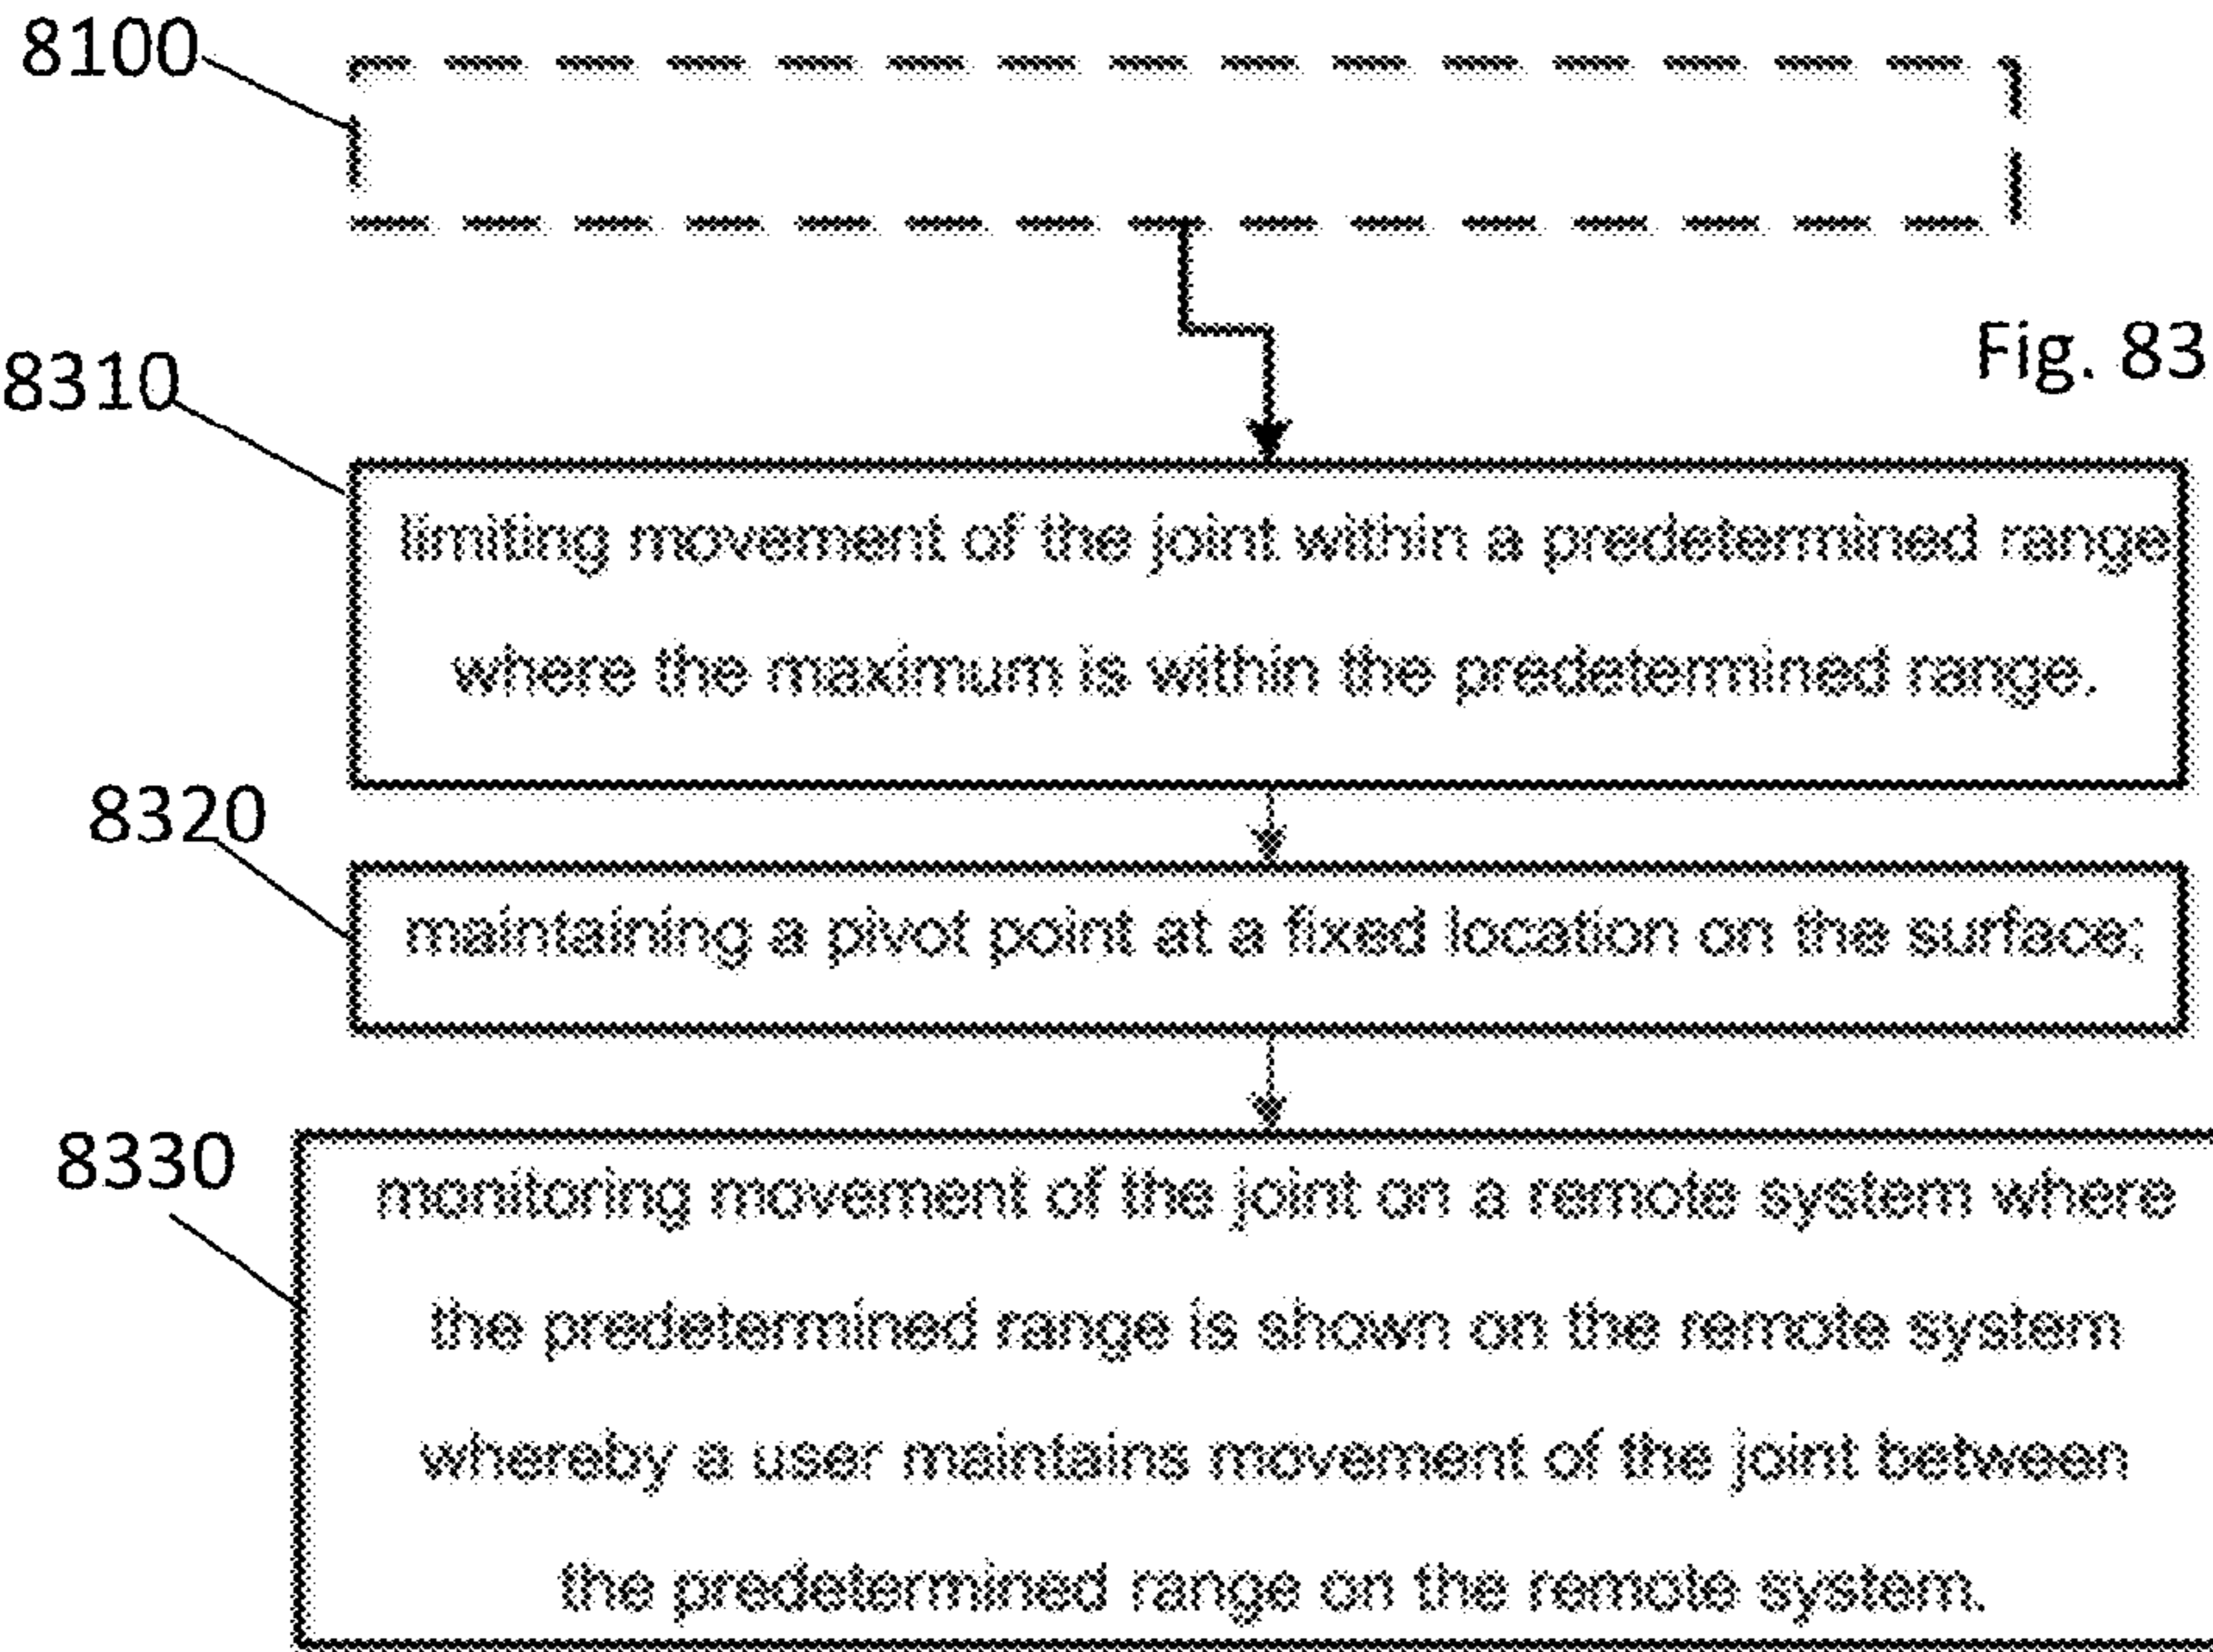 8100
Fig. 83
8310
limiting movement of the joint within a predetermined range
where the maximum is within the predetermined range.
8320
maintaining a pivot point at a fixed location on the surface;
8330
monitoring movement of the joint on a remote system where
the predetermined range is shown on the remote system
whereby a user maintains movement of the joint between
the predetermined range on the remote system.